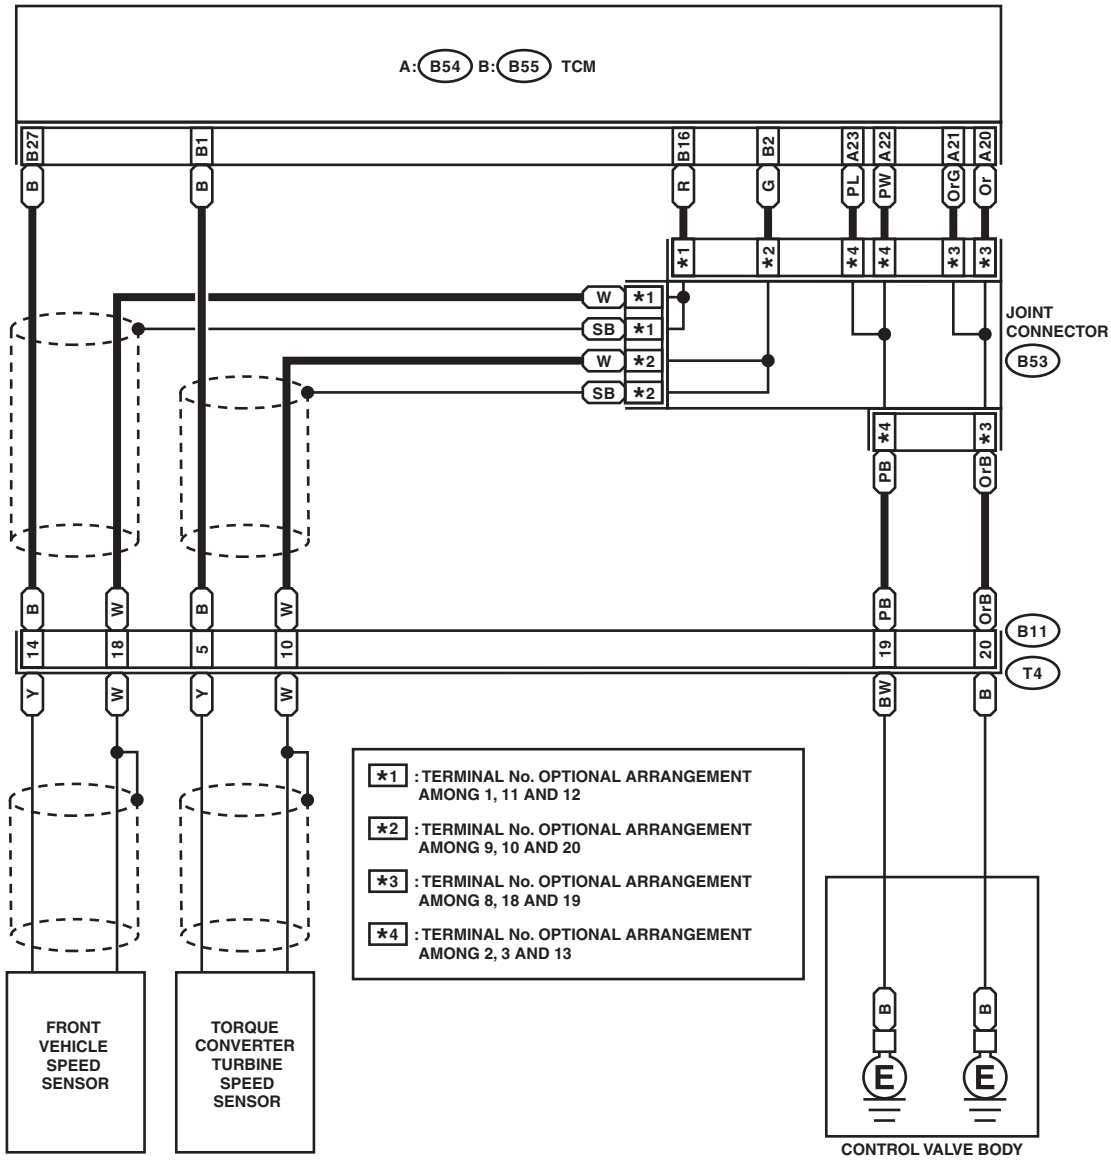 A: B54 B: B55 TCM
B27 B1 B16 B2 A23 A22 A21 A20
B B R G PL PW OrG Or
*1 *2 *4 *4 *3 *3
W *1
SB *1
W *2
SB *2
JOINT
CONNECTOR
B53
*4 *3
PB OrB
B W B W PB OrB
B11
14 18 5 10 19 20
T4
Y W Y W BW B
*1 : TERMINAL No. OPTIONAL ARRANGEMENT
AMONG 1, 11 AND 12
*2 : TERMINAL No. OPTIONAL ARRANGEMENT
AMONG 9, 10 AND 20
*3 : TERMINAL No. OPTIONAL ARRANGEMENT
AMONG 8, 18 AND 19
*4 : TERMINAL No. OPTIONAL ARRANGEMENT
AMONG 2, 3 AND 13
FRONT
VEHICLE
SPEED
SENSOR
TORQUE
CONVERTER
TURBINE
SPEED
SENSOR
B B
E E
CONTROL VALVE BODY